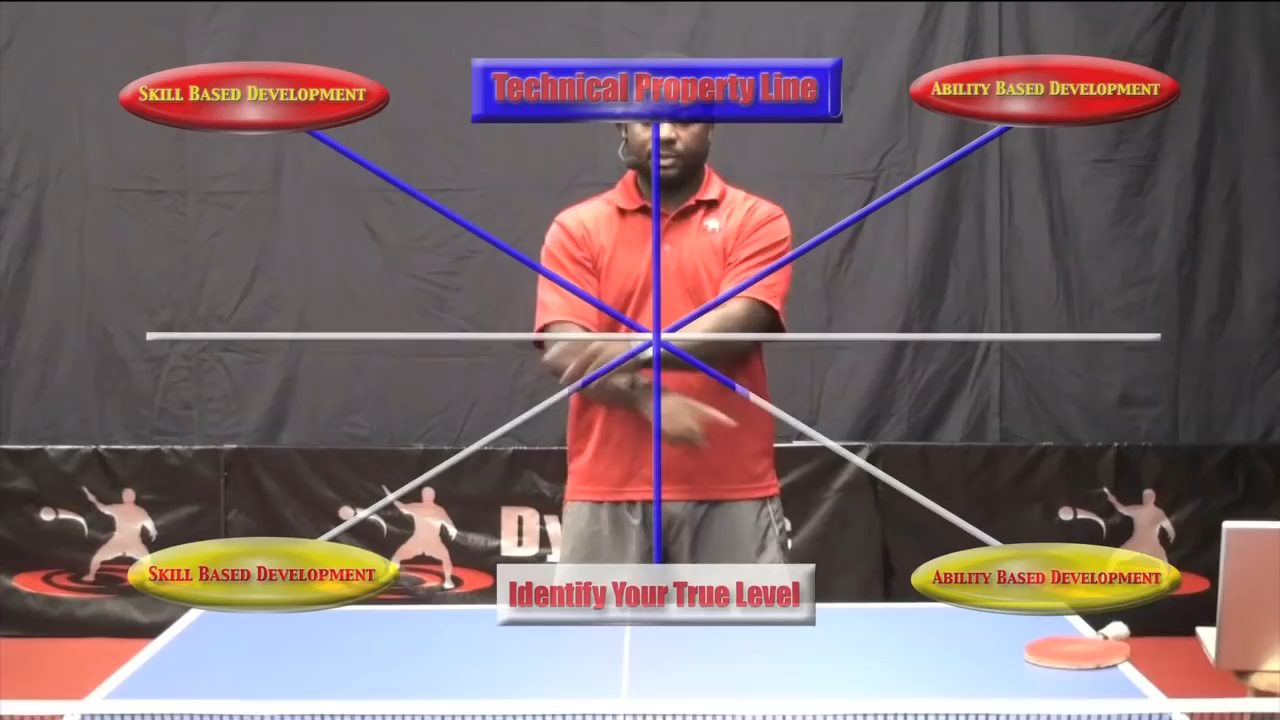 Technical Property Line
Skill Based Development
Ability Based Development
Dy
Skill Based Development
Ability Based Development
Identify Your True Level